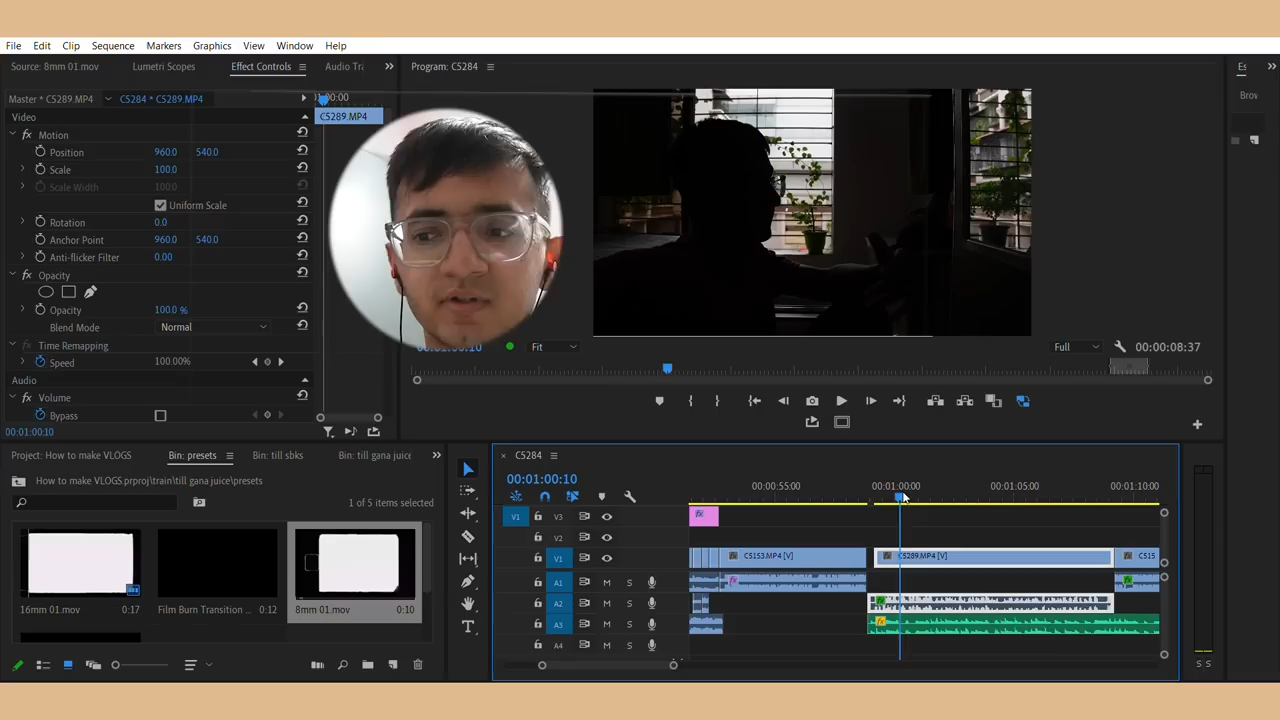 File Edit Clip Sequence Markers Graphics View Window Help
Source: 8mm 01.mov Lumetri Scopes Effect Controls Audio Tr
Program: C5284
Master * C5289.MP4 C5284 * C5289.MP4
Video
C5289.MP4
fx Motion
Position 960.0 540.0
Scale 100.0
Scale Width 100.0
Uniform Scale
Rotation 0.0
Anchor Point 960.0 540.0
Anti-flicker Filter 0.00
fx Opacity
Opacity 100.0 %
Blend Mode Normal
fx Time Remapping
Speed 100.00%
Audio
fx Volume
Bypass
00:01:00:10
Fit
Full
00:00:08:37
Project: How to make VLOGS Bin: presets Bin: till sbks Bin: till gana juice
How to make VLOGS.prproj\train\till gana juice\presets
1 of 5 items selected
16mm 01.mov 0:17
Film Burn Transition ... 0:12
8mm 01.mov 0:10
C5284
00:01:00:10
00:00:55:00 00:01:00:00 00:01:05:00 00:01:10:00
V1 V3
V2
V1 C5153.MP4 [V] C5289.MP4 [V] C515
A1 M S
A2 M S
A3 M S
A4 M S
S S